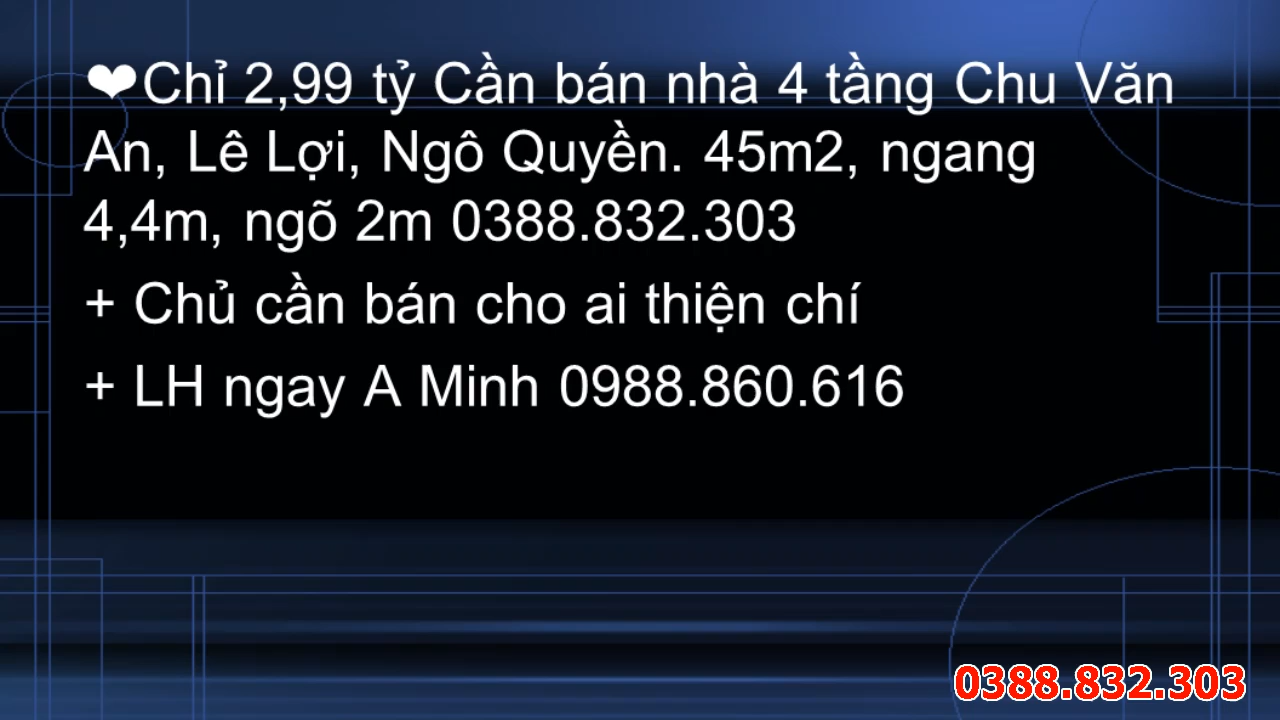 ❤Chỉ 2,99 tỷ Cần bán nhà 4 tầng Chu Văn
An, Lê Lợi, Ngô Quyền. 45m2, ngang
4,4m, ngõ 2m 0388.832.303
+ Chủ cần bán cho ai thiện chí
+ LH ngay A Minh 0988.860.616
0388.832.303